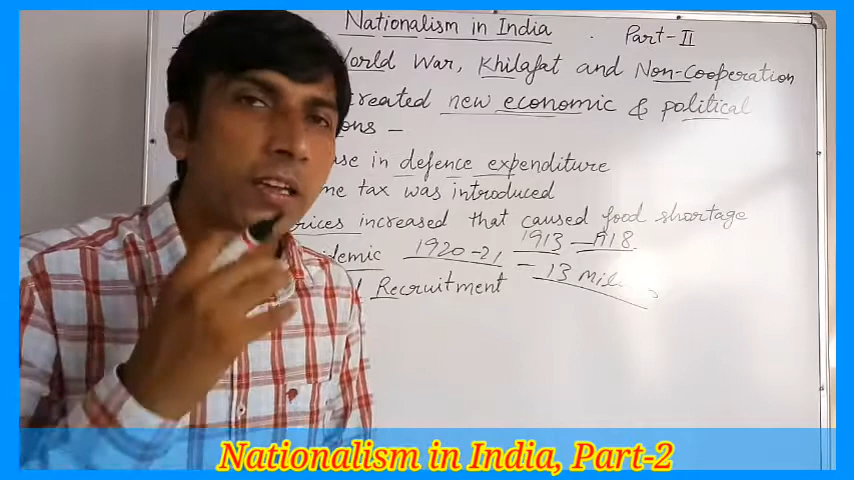 Nationalism in India . Part-II
World War, Khilafat and Non-Cooperation
created new economic & political
ons —
se in defence expenditure
me tax was introduced
rices increased that caused food shortage
demic 1920-21, 1913 – 1918
Recruitment – 13 mill
Nationalism in India, Part-2